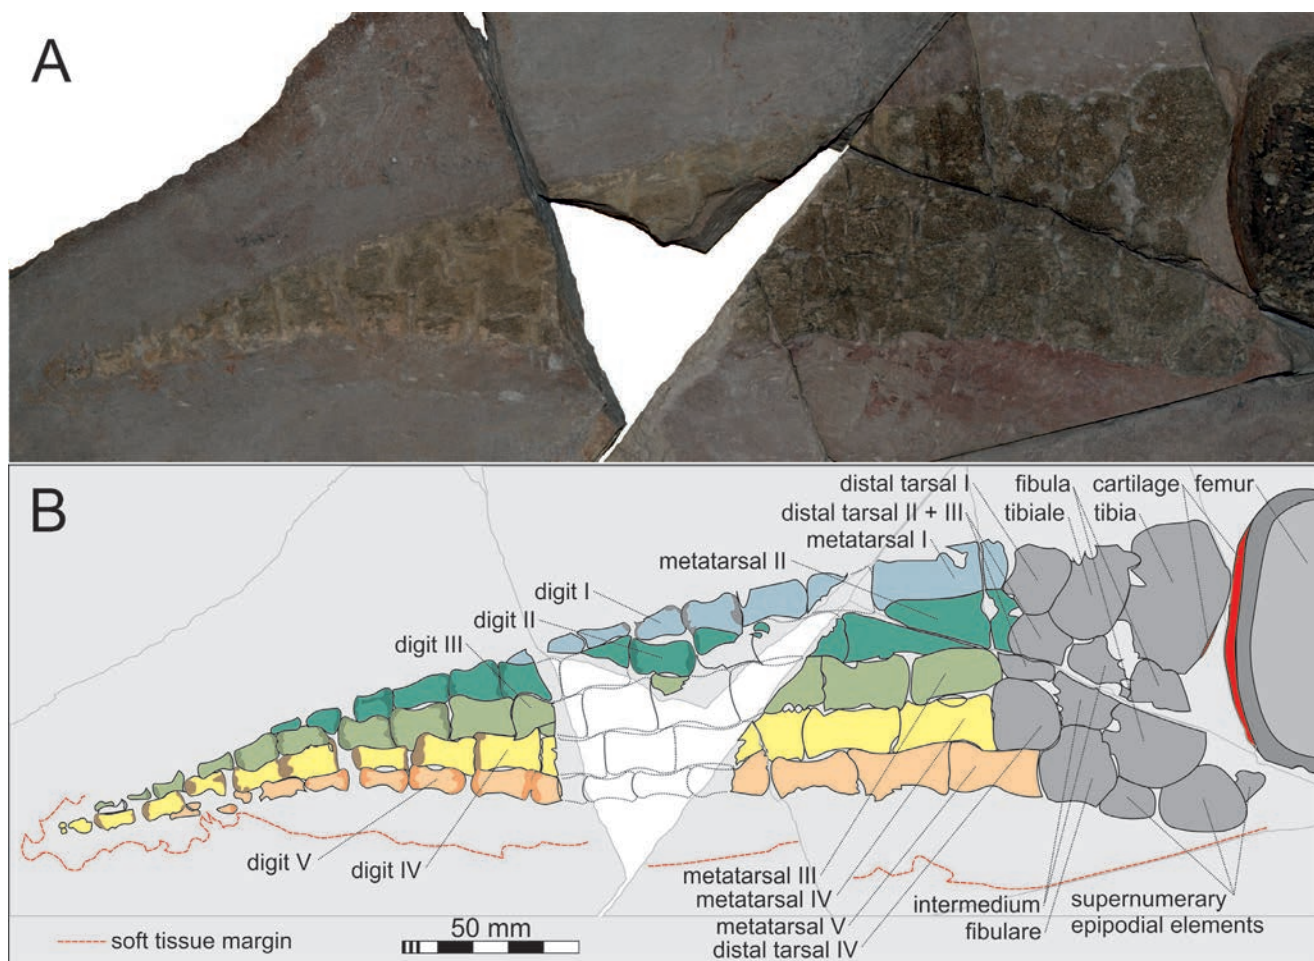 A
B
distal tarsal I
fibula
cartilage
femur
distal tarsal II + III
tibiale
tibia
metatarsal I
metatarsal II
digit I
digit II
digit III
digit V
digit IV
metatarsal III
metatarsal IV
metatarsal V
distal tarsal IV
intermedium
fibulare
supernumerary
epipodial elements
soft tissue margin
50 mm